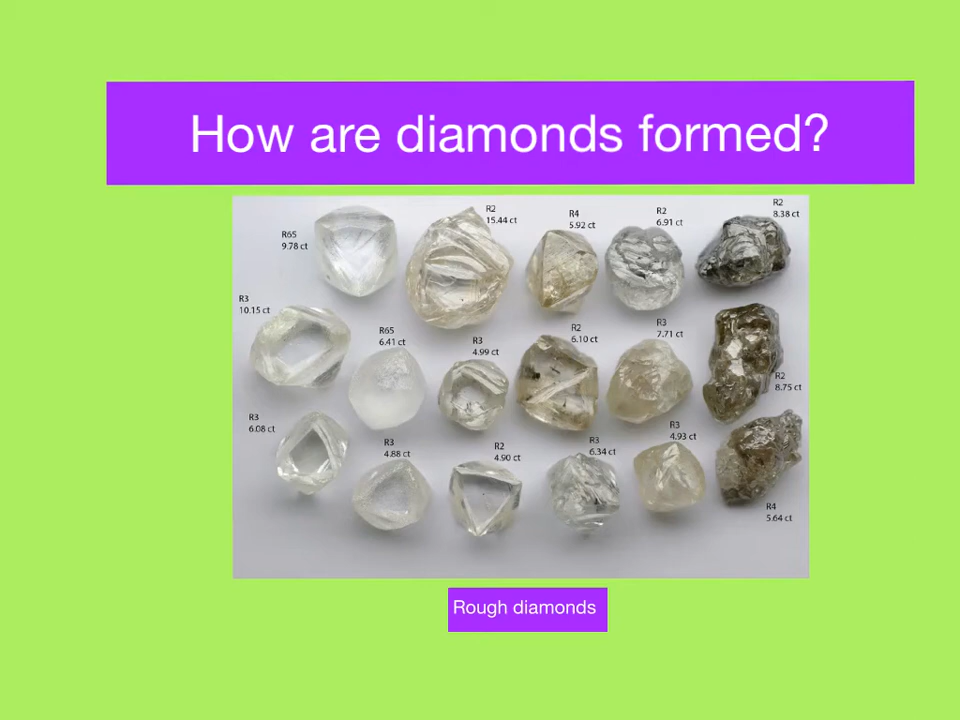 How are diamonds formed?
R65
9.78 ct
R2
15.44 ct
R4
5.92 ct
R2
6.91 ct
R2
8.38 ct
R3
10.15 ct
R65
6.41 ct
R3
4.99 ct
R2
6.10 ct
R3
7.71 ct
R2
8.75 ct
R3
6.08 ct
R3
4.88 ct
R2
4.90 ct
R3
6.34 ct
R3
4.93 ct
R4
5.64 ct
Rough diamonds